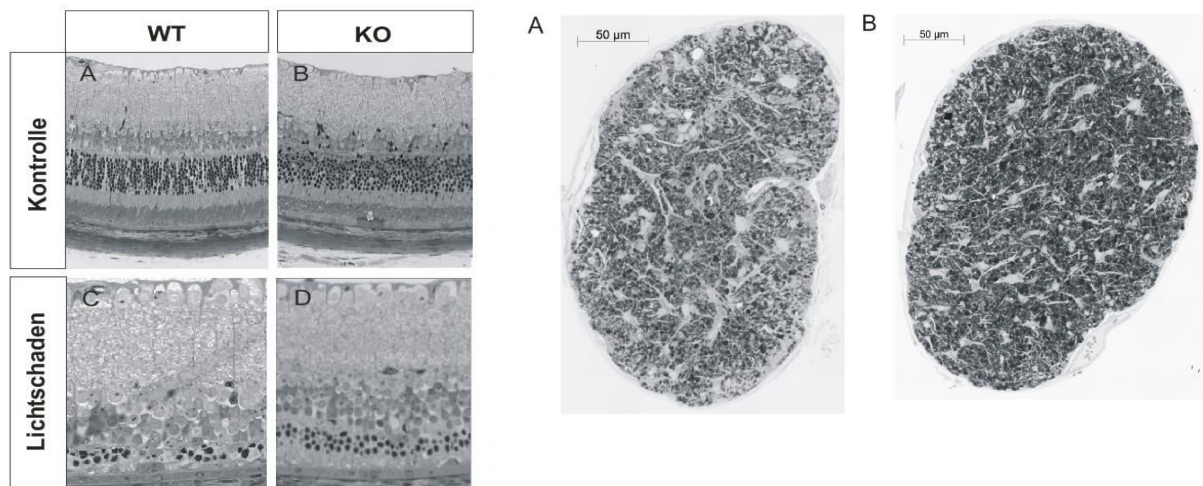 WT
KO
Kontrolle
A
B
Lichtschaden
C
D
A
50 µm
B
50 µm